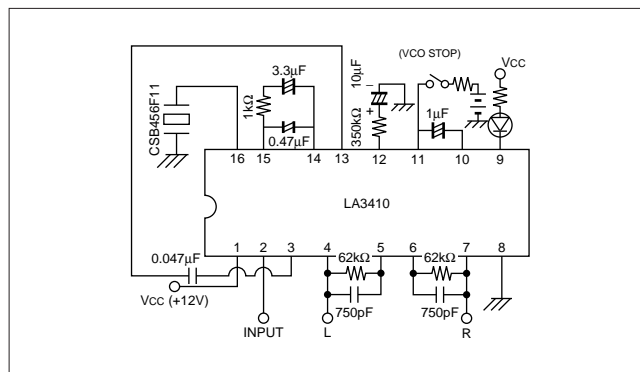 (VCO STOP)
VCC
CSB456F11
1kΩ
3.3µF
0.47µF
10µF
–
+
350kΩ
1µF
16 15 14 13 12 11 10 9
LA3410
1 2 3 4 5 6 7 8
0.047µF
62kΩ 62kΩ
VCC (+12V)
750pF 750pF
INPUT L R